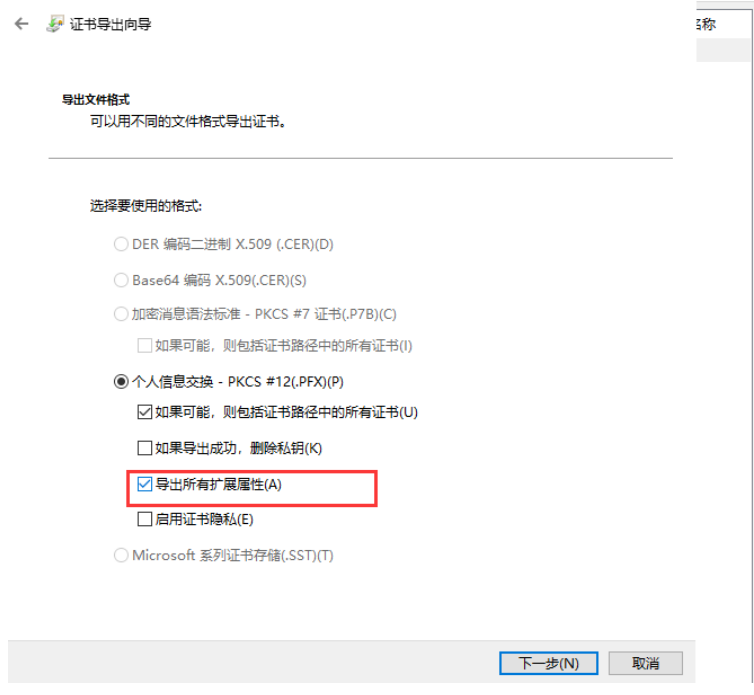 证书导出向导
名称
导出文件格式
可以用不同的文件格式导出证书。
选择要使用的格式:
DER 编码二进制 X.509 (.CER)(D)
Base64 编码 X.509(.CER)(S)
加密消息语法标准 - PKCS #7 证书(.P7B)(C)
如果可能，则包括证书路径中的所有证书(I)
个人信息交换 - PKCS #12(.PFX)(P)
如果可能，则包括证书路径中的所有证书(U)
如果导出成功，删除私钥(K)
导出所有扩展属性(A)
启用证书隐私(E)
Microsoft 系列证书存储(.SST)(T)
下一步(N)
取消